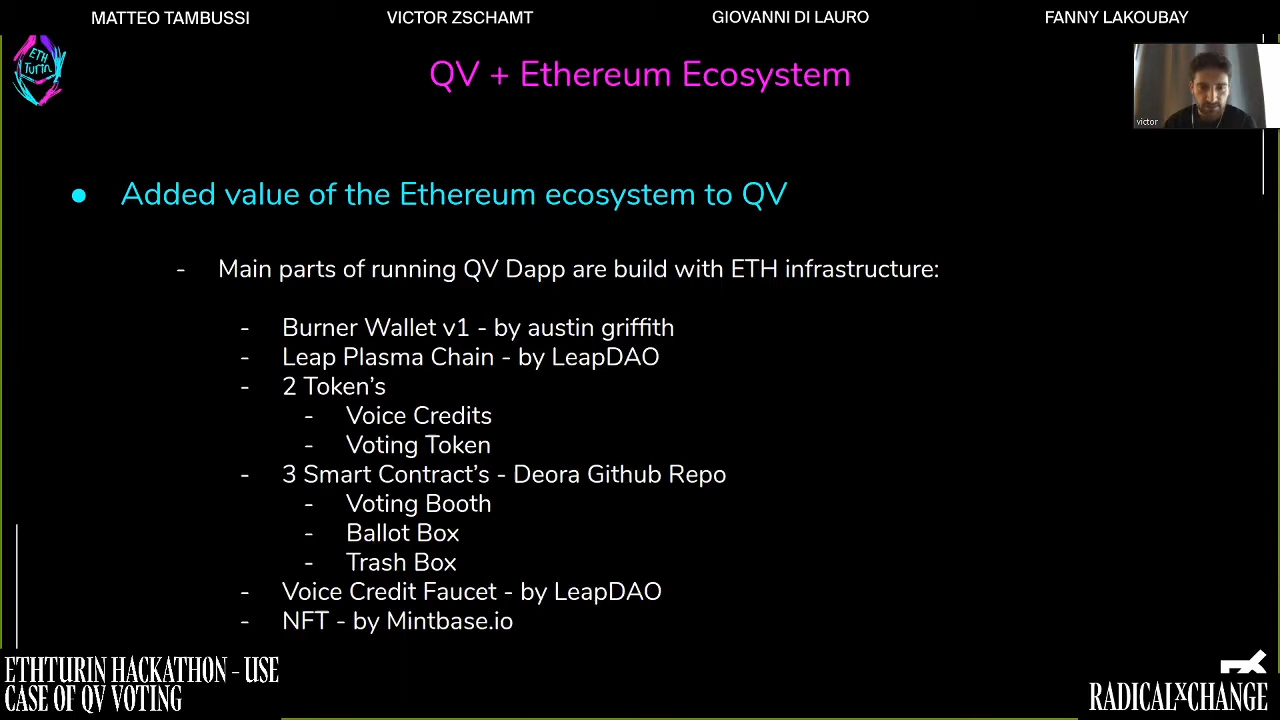 MATTEO TAMBUSSI VICTOR ZSCHAMT GIOVANNI DI LAURO FANNY LAKOUBAY
ETH
Turin
QV + Ethereum Ecosystem
victor
● Added value of the Ethereum ecosystem to QV
- Main parts of running QV Dapp are build with ETH infrastructure:
- Burner Wallet v1 - by austin griffith
- Leap Plasma Chain - by LeapDAO
- 2 Token's
- Voice Credits
- Voting Token
- 3 Smart Contract's - Deora Github Repo
- Voting Booth
- Ballot Box
- Trash Box
- Voice Credit Faucet - by LeapDAO
- NFT - by Mintbase.io
ETHTURIN HACKATHON - USE
CASE OF QV VOTING
RADICALXCHANGE